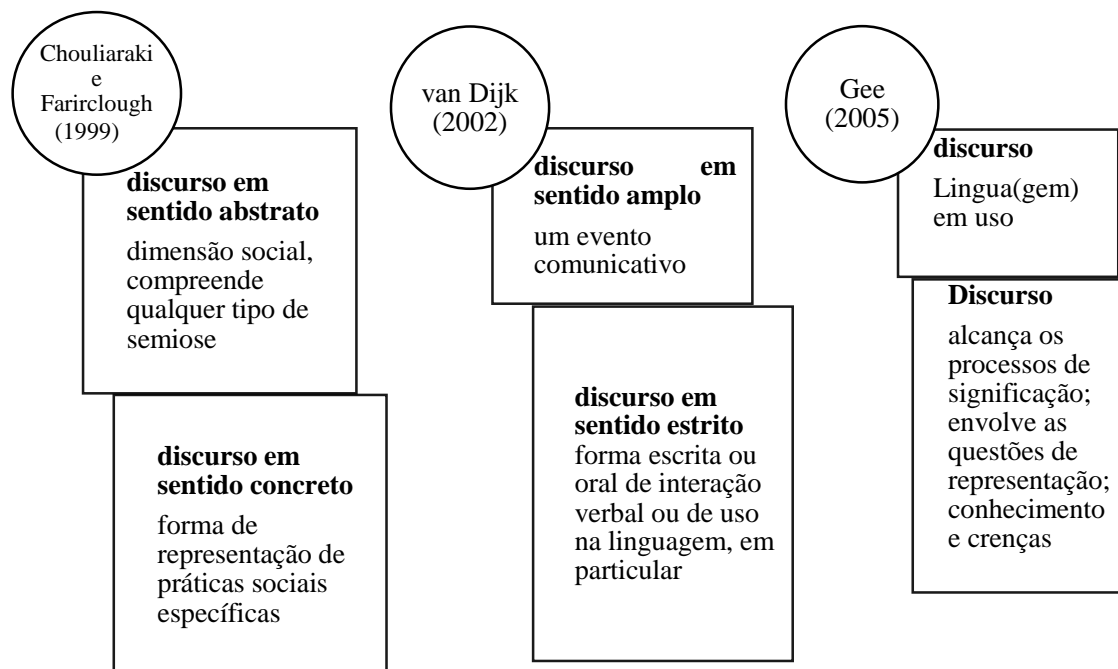 Chouliaraki
e
Farirclough
(1999)
discurso em
sentido abstrato
dimensão social,
compreende
qualquer tipo de
semiose
discurso em
sentido concreto
forma de
representação de
práticas sociais
específicas
van Dijk
(2002)
discurso em
sentido amplo
um evento
comunicativo
discurso em
sentido estrito
forma escrita ou
oral de interação
verbal ou de uso
na linguagem, em
particular
Gee
(2005)
discurso
Lingua(gem)
em uso
Discurso
alcança os
processos de
significação;
envolve as
questões de
representação;
conhecimento
e crenças